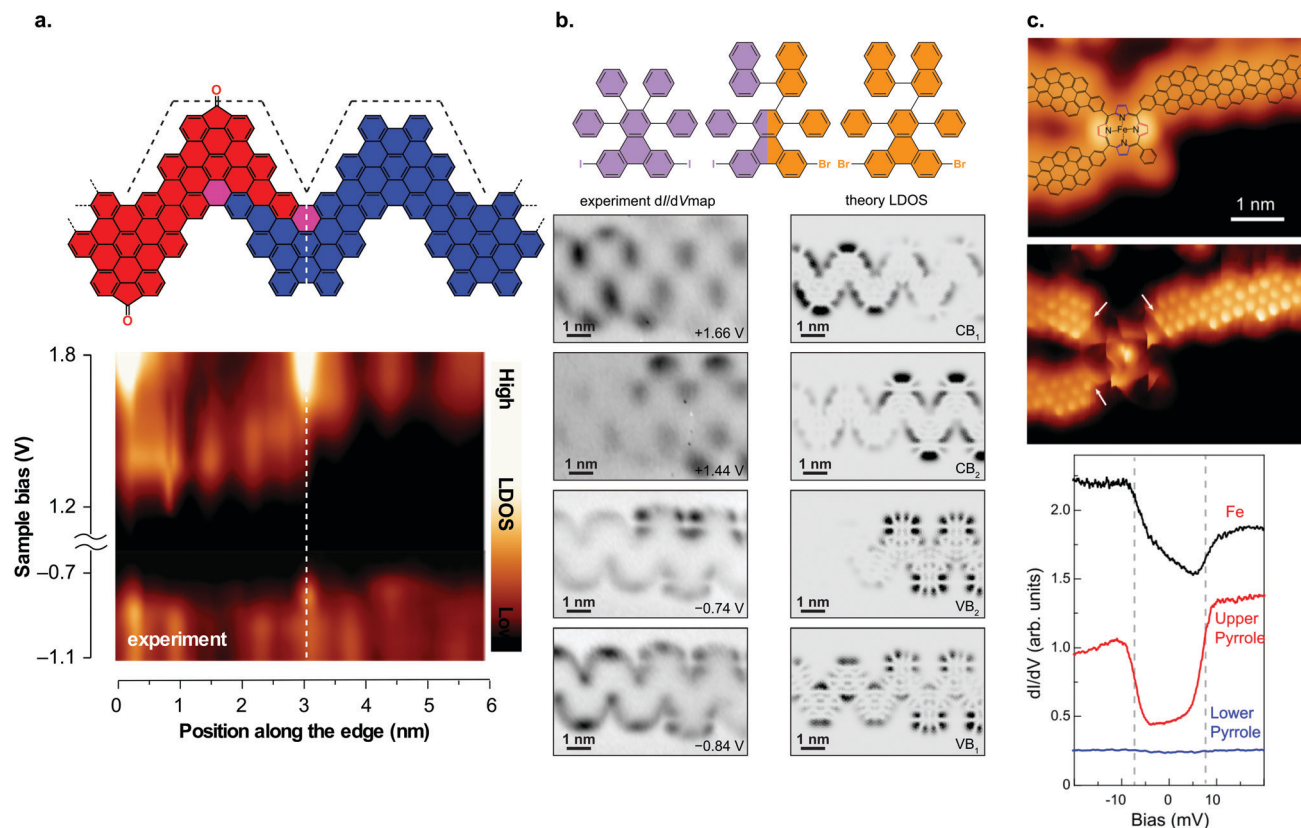 a.
O
O
1.8
1.2
−0.7
−1.1
Sample bias (V)
experiment
High
LDOS
Low
0 1 2 3 4 5 6
Position along the edge (nm)
b.
I I
I Br
Br Br
experiment dI/dVmap
theory LDOS
1 nm
+1.66 V
1 nm
CB1
1 nm
+1.44 V
1 nm
CB2
1 nm
−0.74 V
1 nm
VB2
1 nm
−0.84 V
1 nm
VB1
c.
N
N Fe N
N
1 nm
2.0
1.5
1.0
0.5
0
dI/dV (arb. units)
Fe
Upper
Pyrrole
Lower
Pyrrole
-10 0 10
Bias (mV)